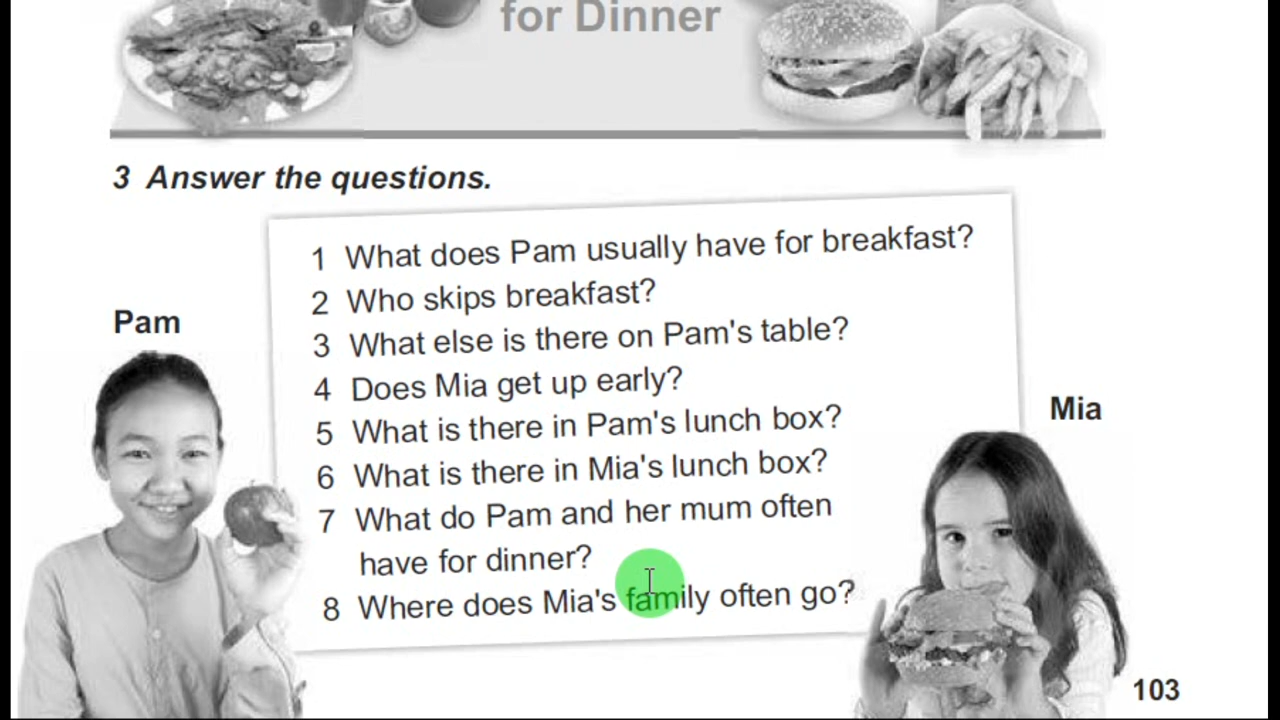 for Dinner
3 Answer the questions.
1 What does Pam usually have for breakfast?
2 Who skips breakfast?
3 What else is there on Pam's table?
4 Does Mia get up early?
5 What is there in Pam's lunch box?
6 What is there in Mia's lunch box?
7 What do Pam and her mum often
have for dinner?
8 Where does Mia's family often go?
Pam
Mia
103